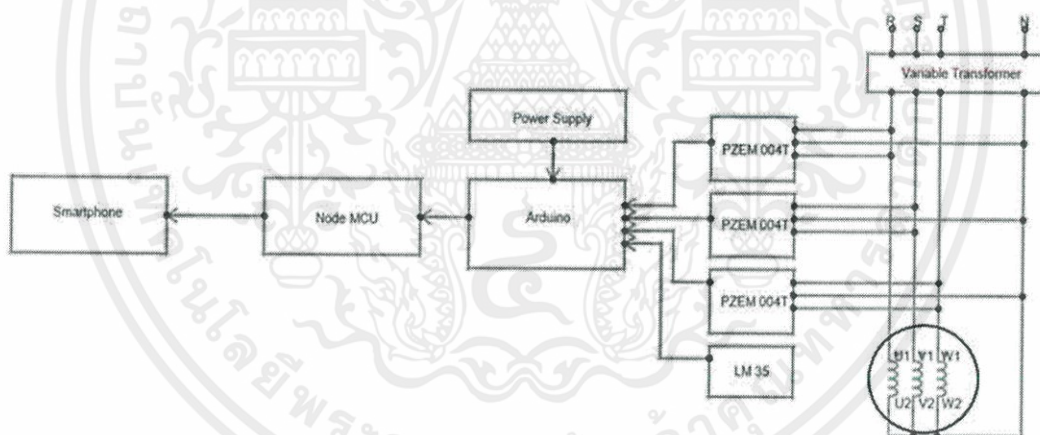 R S T N
Variable Transformer
Power Supply
PZEM 004T
Smartphone
Node MCU
Arduino
PZEM 004T
PZEM 004T
LM 35
U1 V1 W1
U2 V2 W2